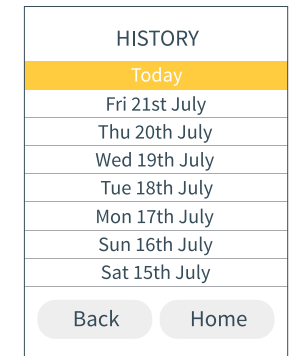 HISTORY
Today
Fri 21st July
Thu 20th July
Wed 19th July
Tue 18th July
Mon 17th July
Sun 16th July
Sat 15th July
Back Home